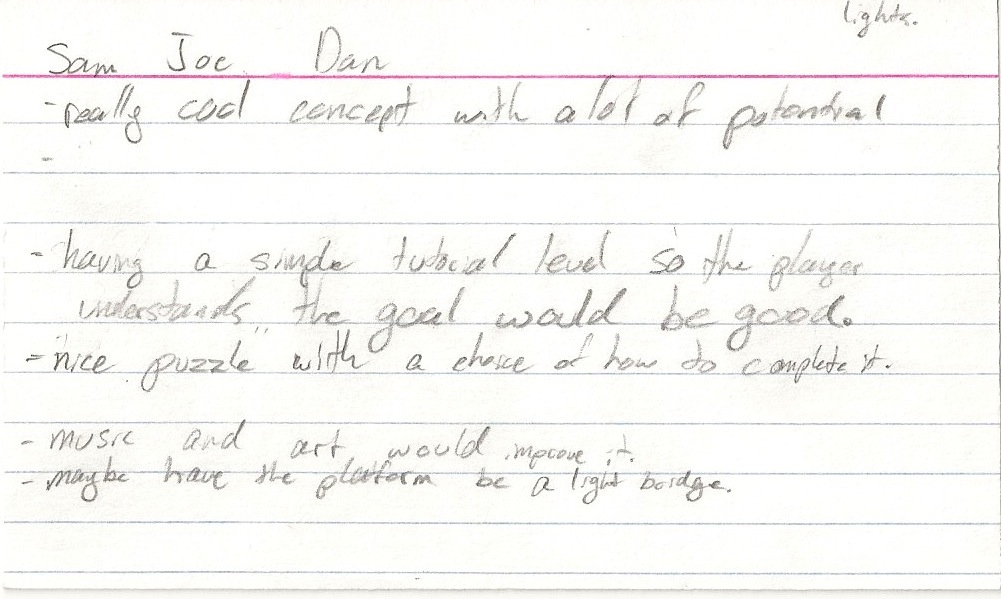 lights.
Sam Joe Dan
- really cool concept with a lot of potential
-
- having a simple tutorial level so the player
understands the goal would be good.
- nice puzzle with a choice of how to complete it.
- music and art would improve it.
- maybe have the platform be a light bridge.